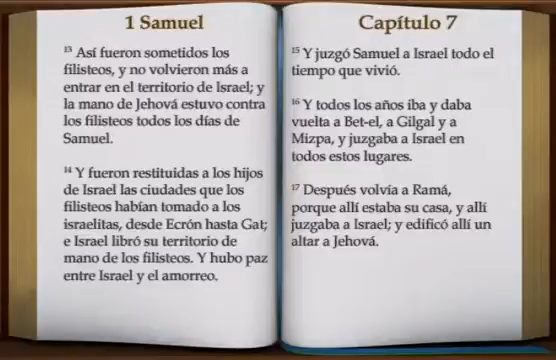 1 Samuel
¹³ Así fueron sometidos los
filisteos, y no volvieron más a
entrar en el territorio de Israel; y
la mano de Jehová estuvo contra
los filisteos todos los días de
Samuel.
¹⁴ Y fueron restituidas a los hijos
de Israel las ciudades que los
filisteos habían tomado a los
israelitas, desde Ecrón hasta Gat;
e Israel libró su territorio de
mano de los filisteos. Y hubo paz
entre Israel y el amorreo.
Capítulo 7
¹⁵ Y juzgó Samuel a Israel todo el
tiempo que vivió.
¹⁶ Y todos los años iba y daba
vuelta a Bet-el, a Gilgal y a
Mizpa, y juzgaba a Israel en
todos estos lugares.
¹⁷ Después volvía a Ramá,
porque allí estaba su casa, y allí
juzgaba a Israel; y edificó allí un
altar a Jehová.